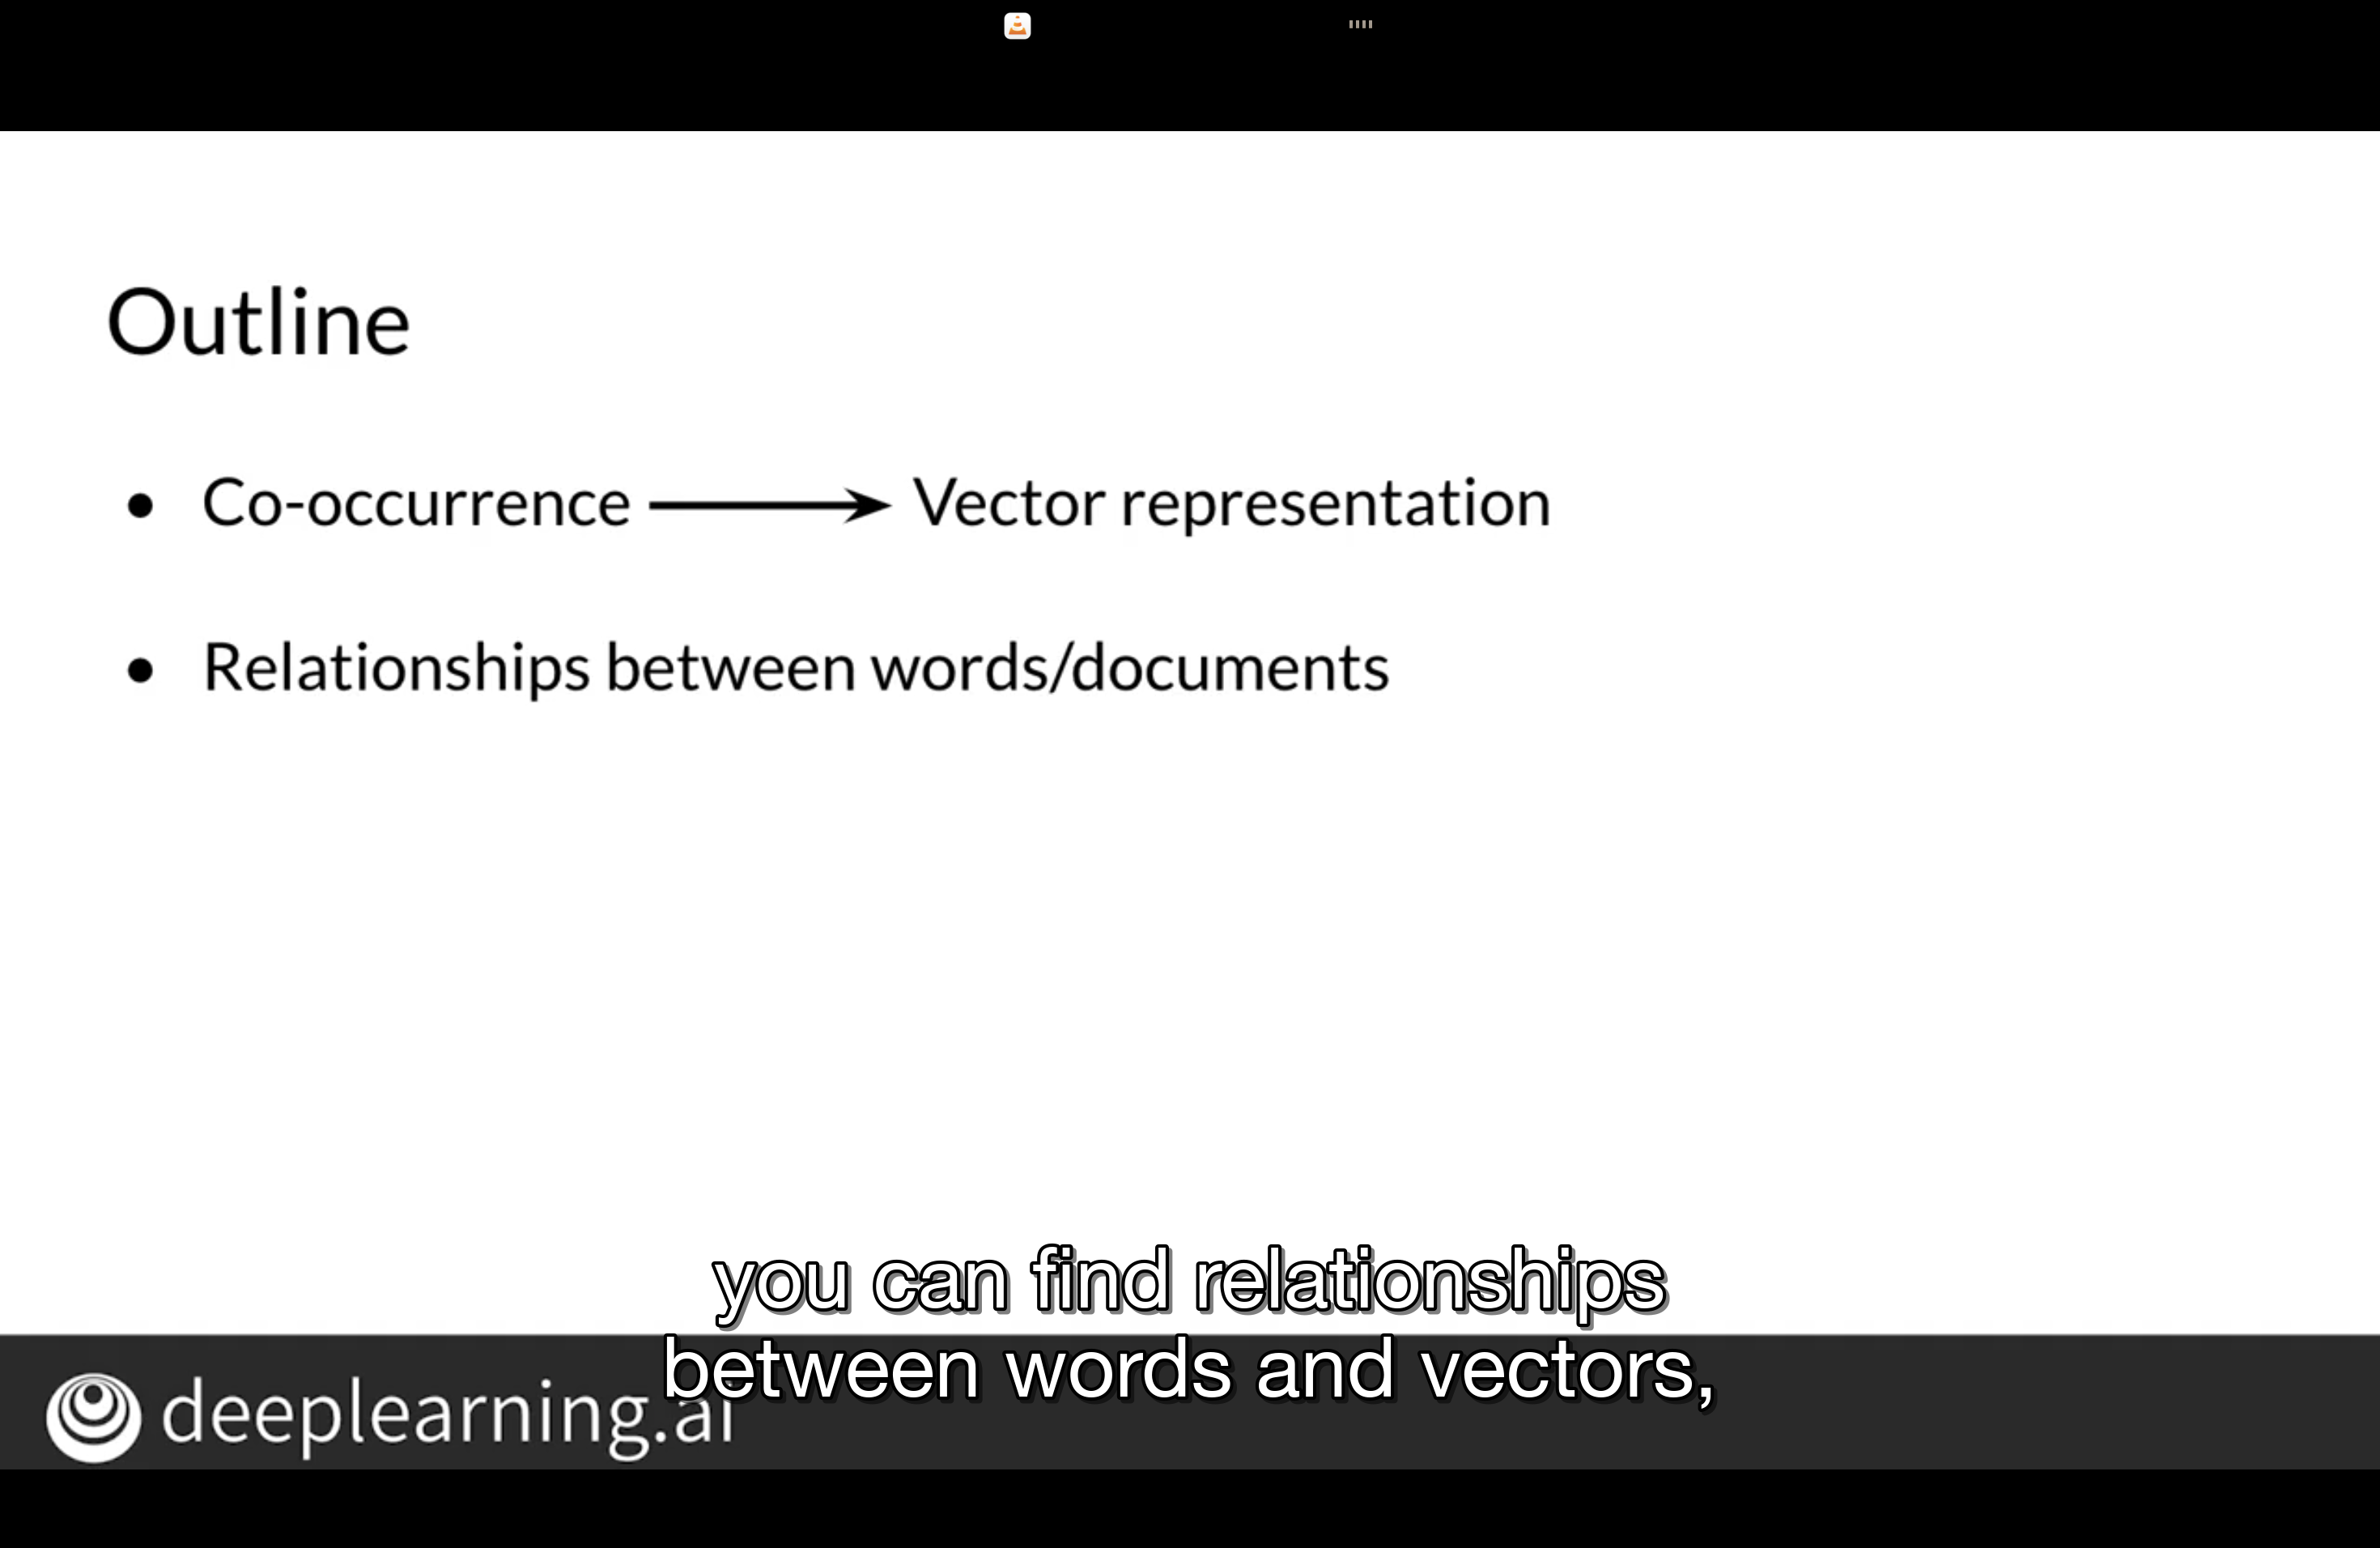 Outline
Co-occurrence Vector representation
Relationships between words/documents
you can find relationships
between words and vectors,
deeplearning.ai